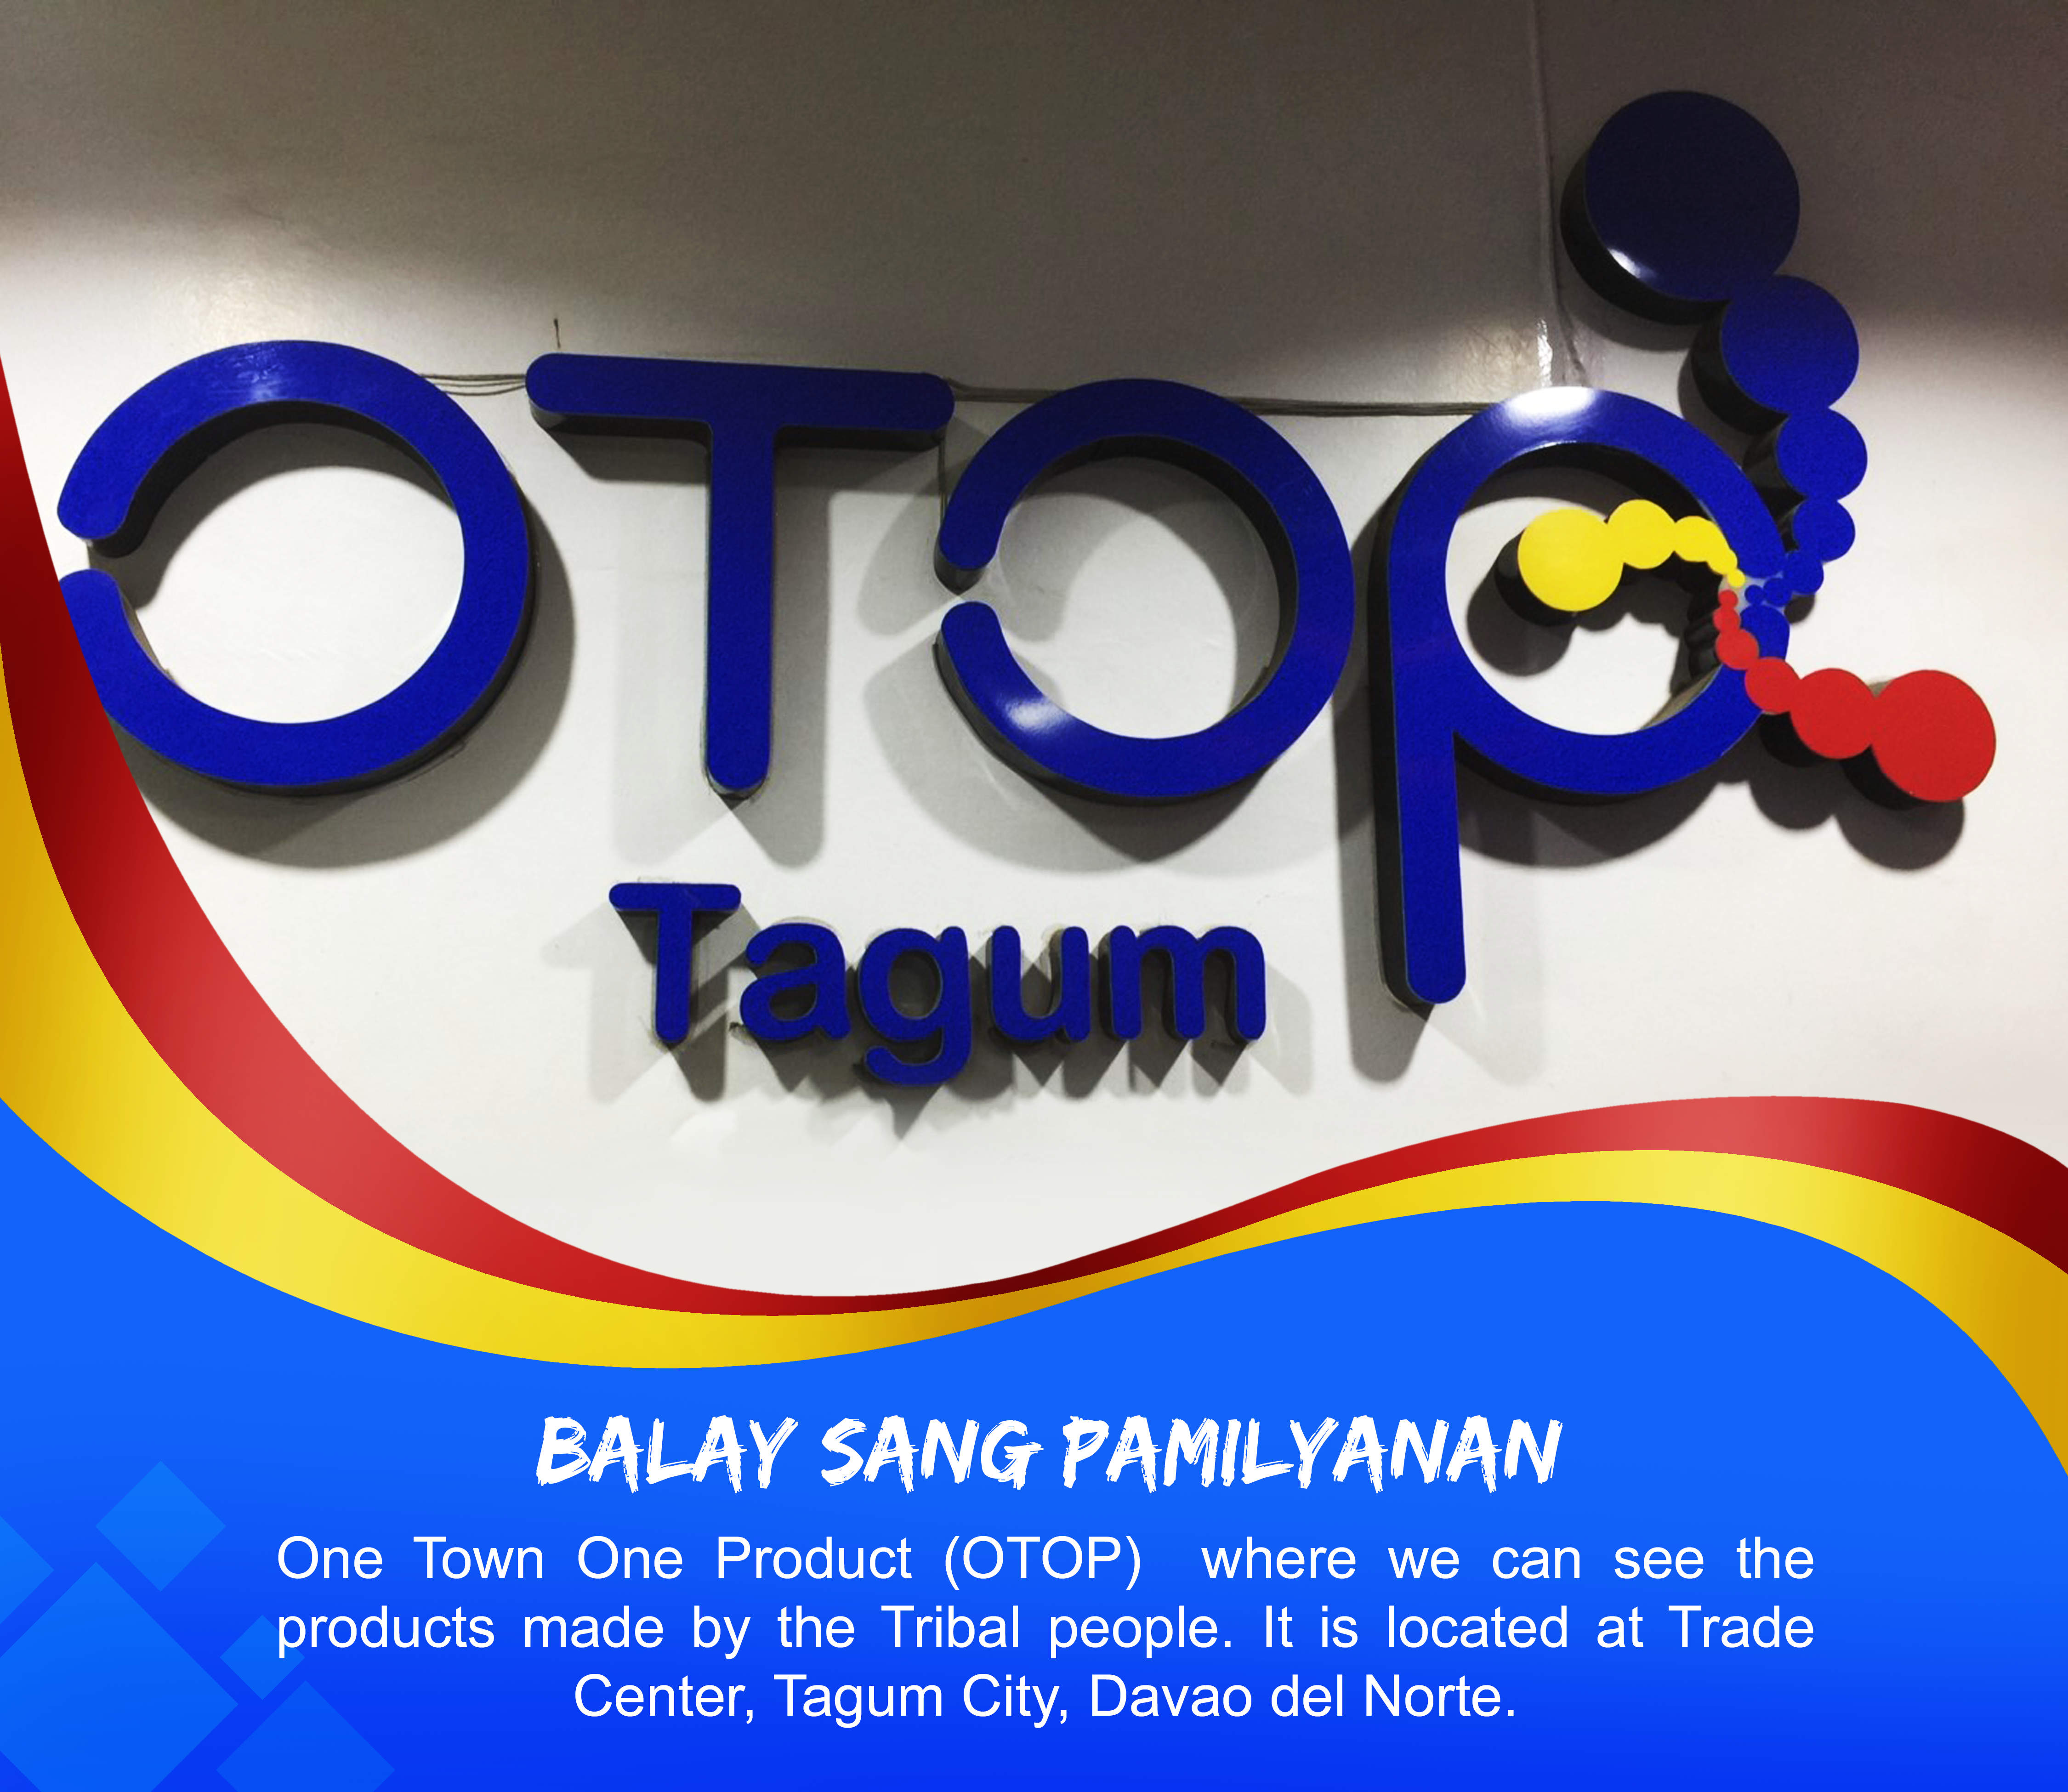 OTOP
Tagum
BALAY SANG PAMILYANAN
One Town One Product (OTOP) where we can see the
products made by the Tribal people. It is located at Trade
Center, Tagum City, Davao del Norte.